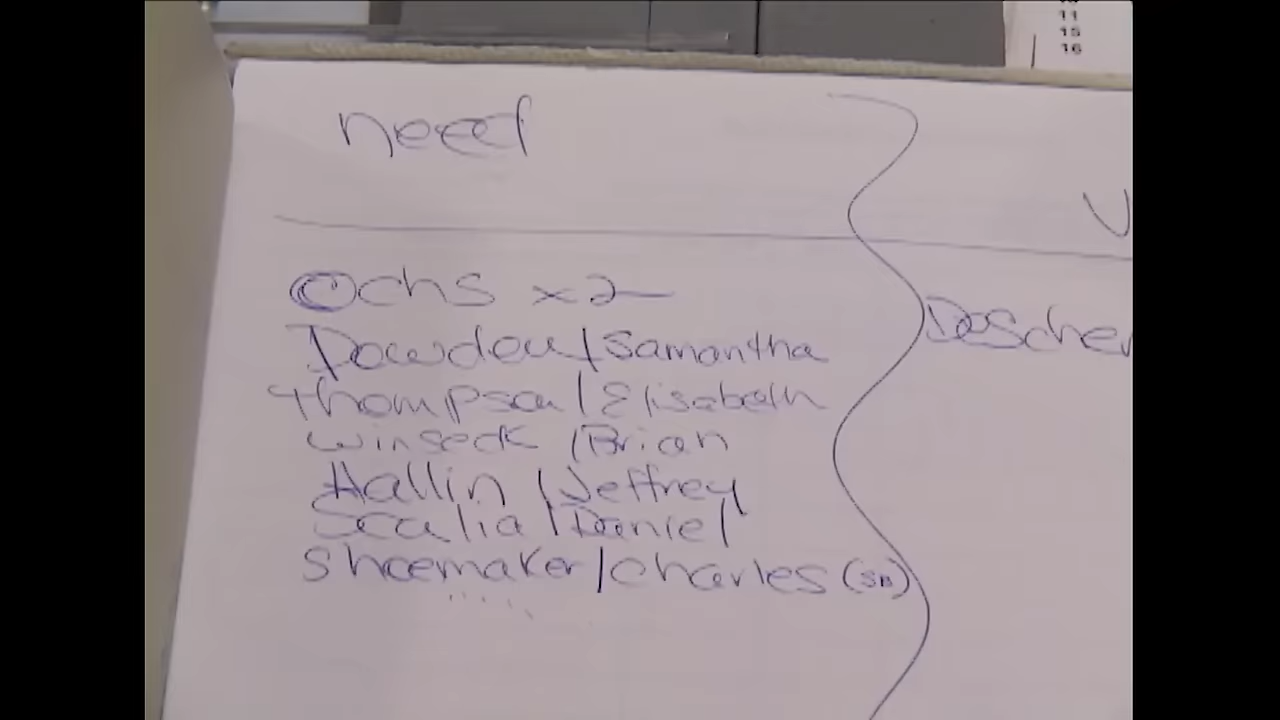 11
15
16
need
Ochs x2
Dowden/Samantha
Thompson/Elisabeth
Winseck/Brian
Hallin/Jeffrey
Scalia/Daniel
Shoemaker/Charles
Descher